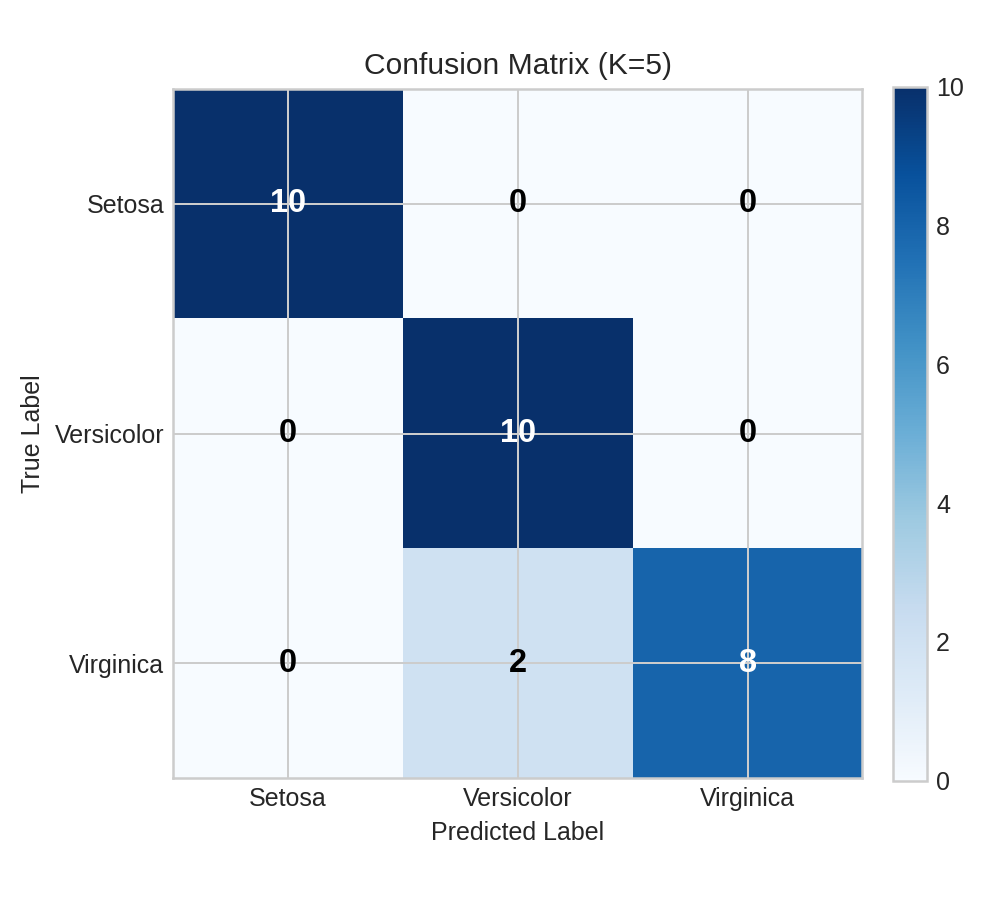 Confusion Matrix (K=5)
10
Setosa
10 0 0
8
6
True Label
Versicolor
0 10 0
4
2
Virginica
0 2 8
0
Setosa Versicolor Virginica
Predicted Label